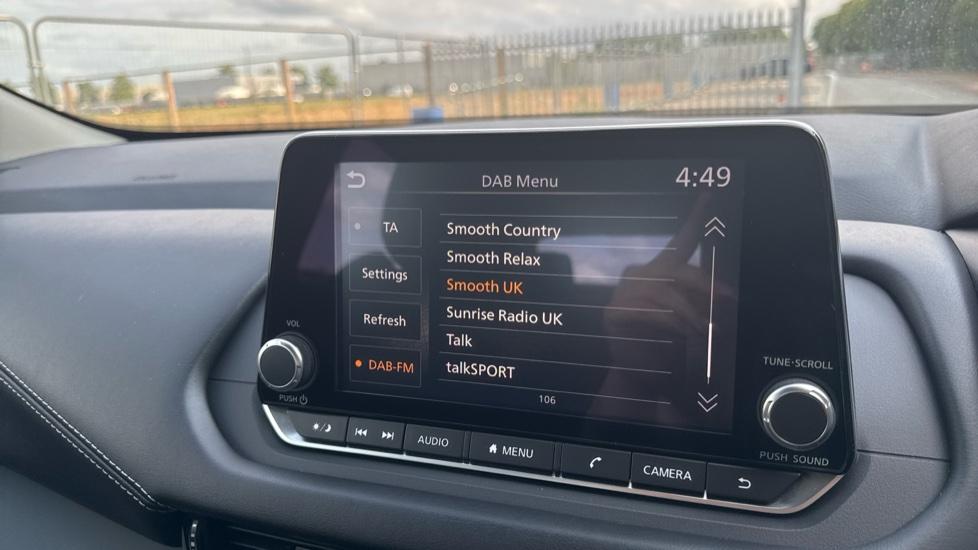 DAB Menu
4:49
TA
Settings
Refresh
DAB-FM
Smooth Country
Smooth Relax
Smooth UK
Sunrise Radio UK
Talk
talkSPORT
106
VOL
PUSH
TUNE·SCROLL
PUSH SOUND
AUDIO
MENU
CAMERA